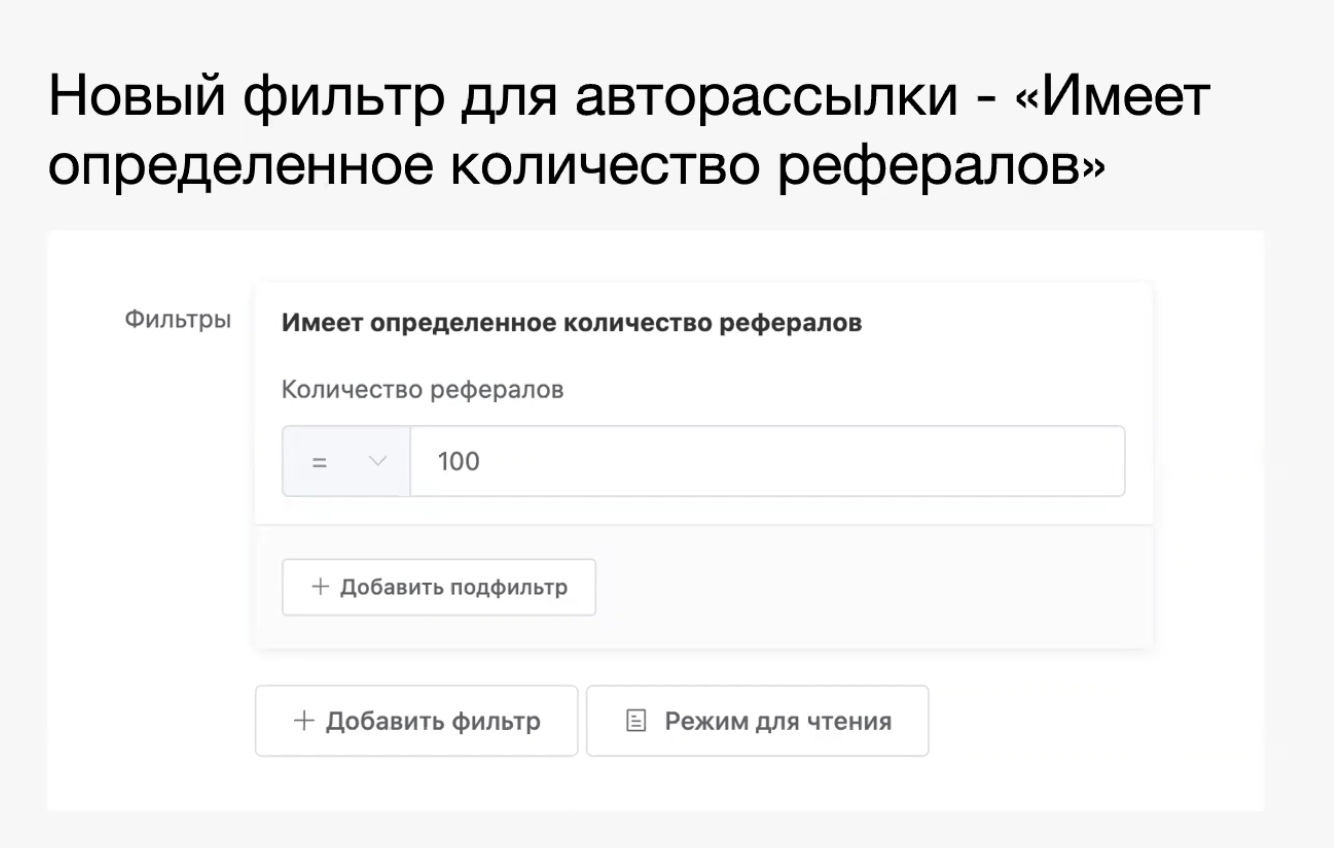 Новый фильтр для авторассылки - «Имеет
определенное количество рефералов»
Фильтры
Имеет определенное количество рефералов
Количество рефералов
= 100
+ Добавить подфильтр
+ Добавить фильтр
Режим для чтения